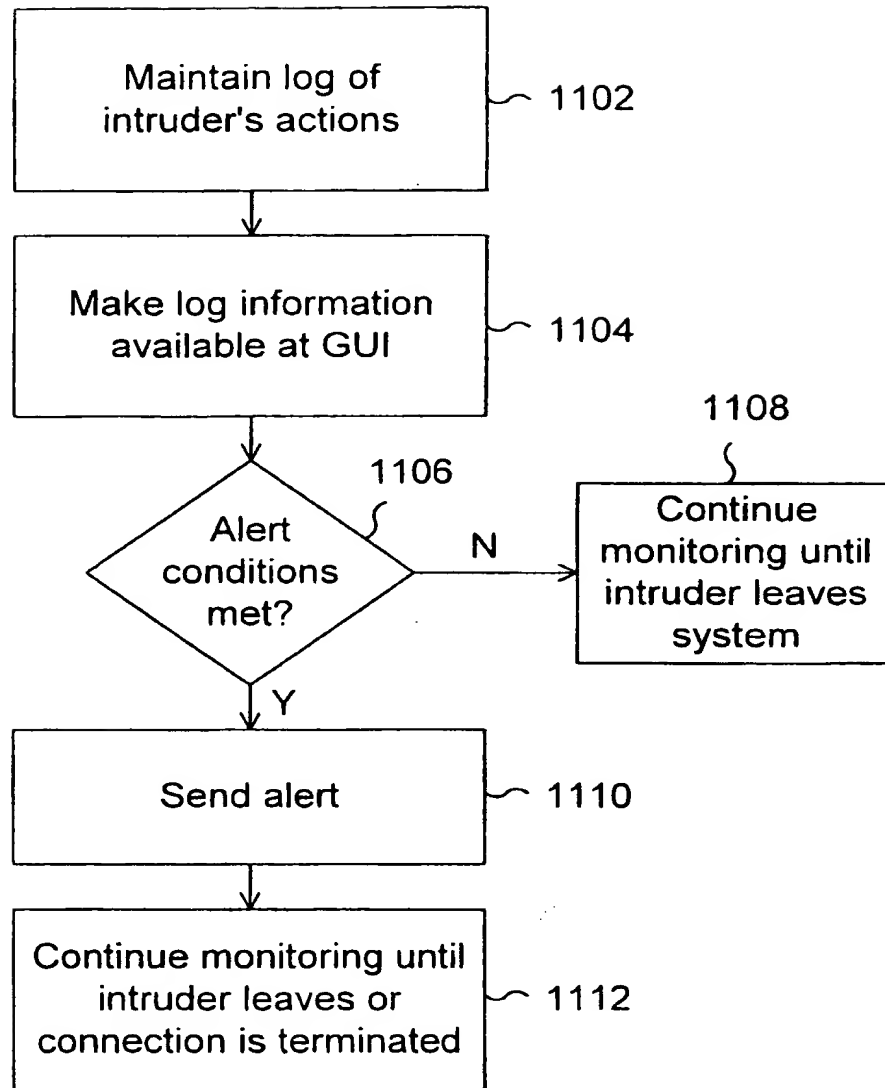 Maintain log of
intruder's actions
1102
Make log information
available at GUI
1104
1106
Alert
conditions
met?
N
1108
Continue
monitoring until
intruder leaves
system
Y
Send alert
1110
Continue monitoring until
intruder leaves or
connection is terminated
1112